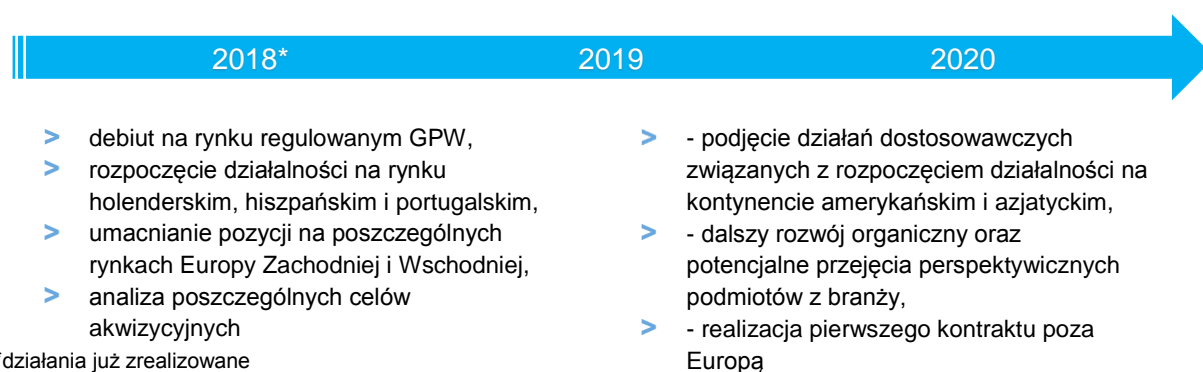 2018* 2019 2020
> debiut na rynku regulowanym GPW,
> rozpoczęcie działalności na rynku
holenderskim, hiszpańskim i portugalskim,
> umacnianie pozycji na poszczególnych
rynkach Europy Zachodniej i Wschodniej,
> analiza poszczególnych celów
akwizycyjnych
*działania już zrealizowane
> - podjęcie działań dostosowawczych
związanych z rozpoczęciem działalności na
kontynencie amerykańskim i azjatyckim,
> - dalszy rozwój organiczny oraz
potencjalne przejęcia perspektywicznych
podmiotów z branży,
> - realizacja pierwszego kontraktu poza
Europą